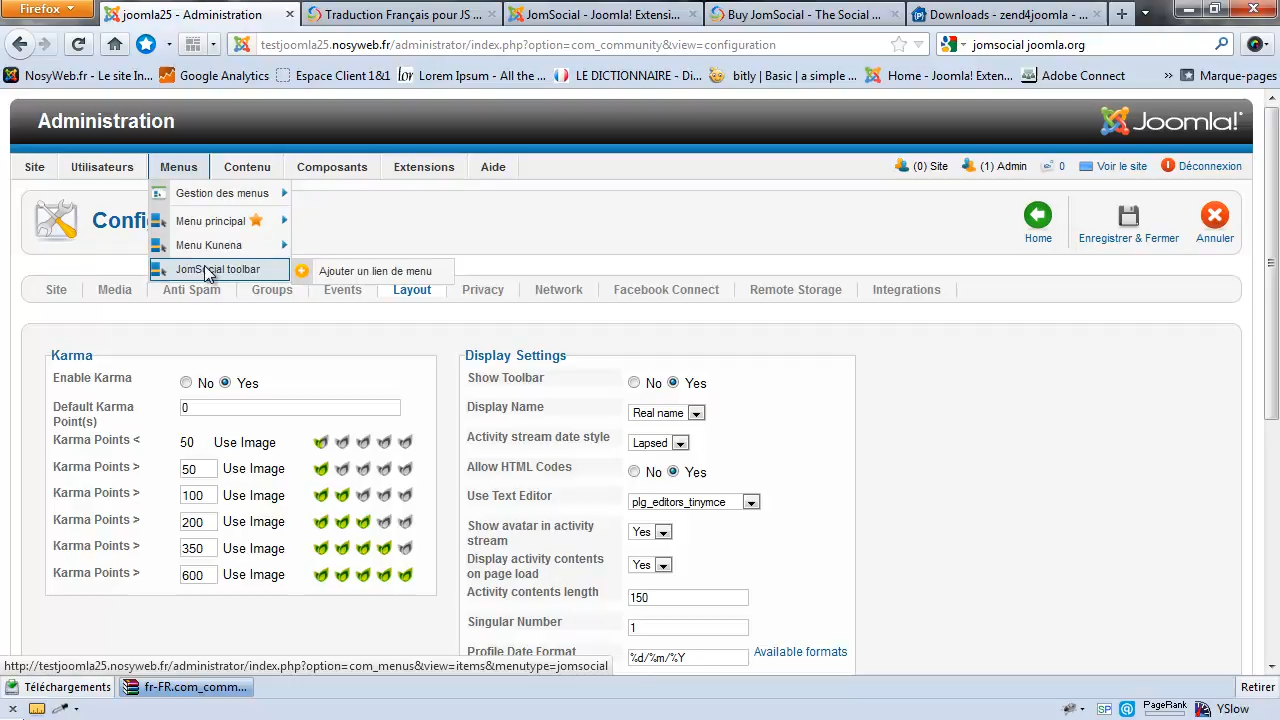 Firefox
joomla25 - Administration
Traduction Français pour JS ...
JomSocial - Joomla! Extensi...
Buy JomSocial - The Social ...
Downloads - zend4joomla - ...
testjoomla25.nosyweb.fr/administrator/index.php?option=com_community&view=configuration
jomsocial joomla.org
NosyWeb.fr - Le site In...
Google Analytics
Espace Client 1&1
Lorem Ipsum - All the ...
LE DICTIONNAIRE - Di...
bitly | Basic | a simple ...
Home - Joomla! Exten...
Adobe Connect
Marque-pages
Administration
Joomla!
Site
Utilisateurs
Menus
Contenu
Composants
Extensions
Aide
(0) Site
(1) Admin
0
Voir le site
Déconnexion
Gestion des menus
Menu principal
Menu Kunena
JomSocial toolbar
Ajouter un lien de menu
Confi
Home
Enregistrer & Fermer
Annuler
Site
Media
Anti Spam
Groups
Events
Layout
Privacy
Network
Facebook Connect
Remote Storage
Integrations
Karma
Enable Karma
No
Yes
Default Karma
Point(s)
0
Karma Points < 50 Use Image
Karma Points > 50 Use Image
Karma Points > 100 Use Image
Karma Points > 200 Use Image
Karma Points > 350 Use Image
Karma Points > 600 Use Image
Display Settings
Show Toolbar
No
Yes
Display Name
Real name
Activity stream date style
Lapsed
Allow HTML Codes
No
Yes
Use Text Editor
plg_editors_tinymce
Show avatar in activity
stream
Yes
Display activity contents
on page load
Yes
Activity contents length
150
Singular Number
1
Profile Date Format
%d/%m/%Y
Available formats
http://testjoomla25.nosyweb.fr/administrator/index.php?option=com_menus&view=items&menutype=jomsocial
Téléchargements
fr-FR.com_comm...
Retirer
SP
PageRank
YSlow